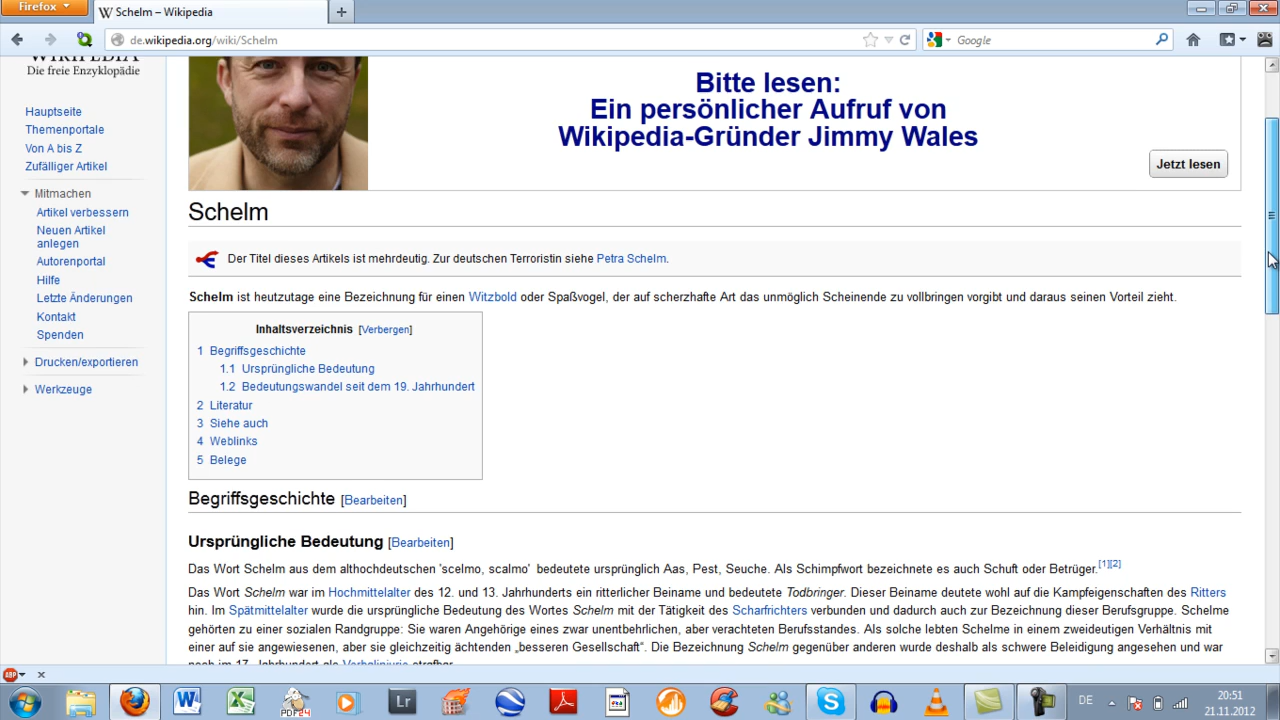 Firefox
Schelm – Wikipedia
de.wikipedia.org/wiki/Schelm
Google
WIKIPEDIA
Die freie Enzyklopädie
Hauptseite
Themenportale
Von A bis Z
Zufälliger Artikel
Mitmachen
Artikel verbessern
Neuen Artikel
anlegen
Autorenportal
Hilfe
Letzte Änderungen
Kontakt
Spenden
Drucken/exportieren
Werkzeuge
Bitte lesen:
Ein persönlicher Aufruf von
Wikipedia-Gründer Jimmy Wales
Jetzt lesen
Schelm
Der Titel dieses Artikels ist mehrdeutig. Zur deutschen Terroristin siehe Petra Schelm.
Schelm ist heutzutage eine Bezeichnung für einen Witzbold oder Spaßvogel, der auf scherzhafte Art das unmöglich Scheinende zu vollbringen vorgibt und daraus seinen Vorteil zieht.
Inhaltsverzeichnis [Verbergen]
1 Begriffsgeschichte
1.1 Ursprüngliche Bedeutung
1.2 Bedeutungswandel seit dem 19. Jahrhundert
2 Literatur
3 Siehe auch
4 Weblinks
5 Belege
Begriffsgeschichte [Bearbeiten]
Ursprüngliche Bedeutung [Bearbeiten]
Das Wort Schelm aus dem althochdeutschen 'scelmo, scalmo' bedeutete ursprünglich Aas, Pest, Seuche. Als Schimpfwort bezeichnete es auch Schuft oder Betrüger.[1][2]
Das Wort Schelm war im Hochmittelalter des 12. und 13. Jahrhunderts ein ritterlicher Beiname und bedeutete Todbringer. Dieser Beiname deutete wohl auf die Kampfeigenschaften des Ritters
hin. Im Spätmittelalter wurde die ursprüngliche Bedeutung des Wortes Schelm mit der Tätigkeit des Scharfrichters verbunden und dadurch auch zur Bezeichnung dieser Berufsgruppe. Schelme
gehörten zu einer sozialen Randgruppe: Sie waren Angehörige eines zwar unentbehrlichen, aber verachteten Berufsstandes. Als solche lebten Schelme in einem zweideutigen Verhältnis mit
einer auf sie angewiesenen, aber sie gleichzeitig ächtenden „besseren Gesellschaft“. Die Bezeichnung Schelm gegenüber anderen wurde deshalb als schwere Beleidigung angesehen und war
noch im 17. Jahrhundert als Verbalinjurie strafbar.
ABP
PDF24
Lr
DE
20:51
21.11.2012